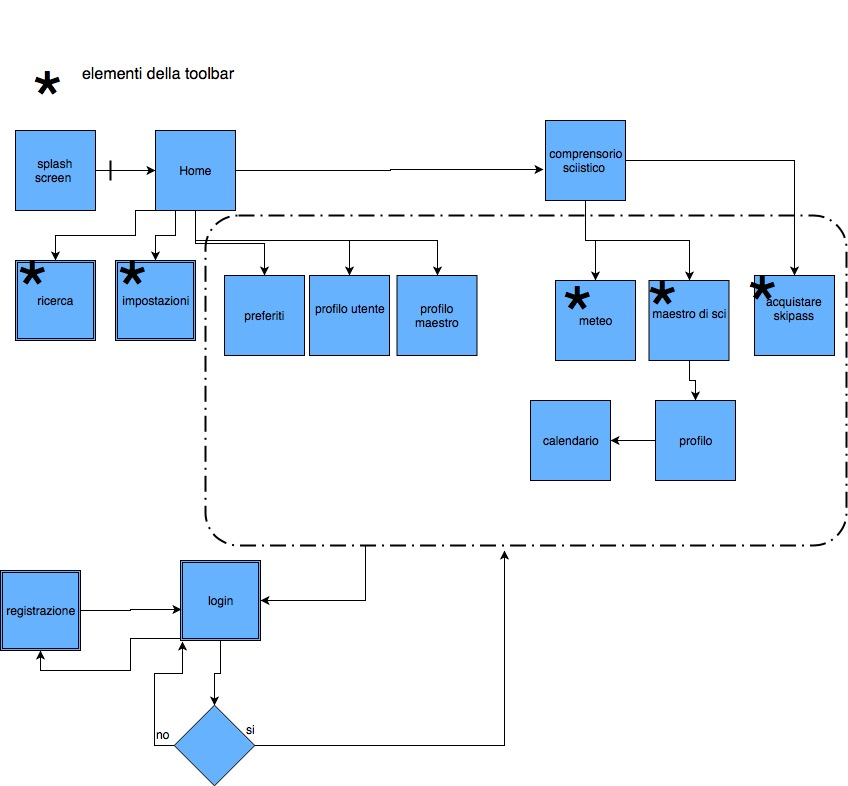 * elementi della toolbar
splash
screen
Home
comprensorio
sciistico
* ricerca
* impostazioni
preferiti
profilo utente
profilo
maestro
* meteo
* maestro di sci
* acquistare
skipass
calendario
profilo
registrazione
login
no
si